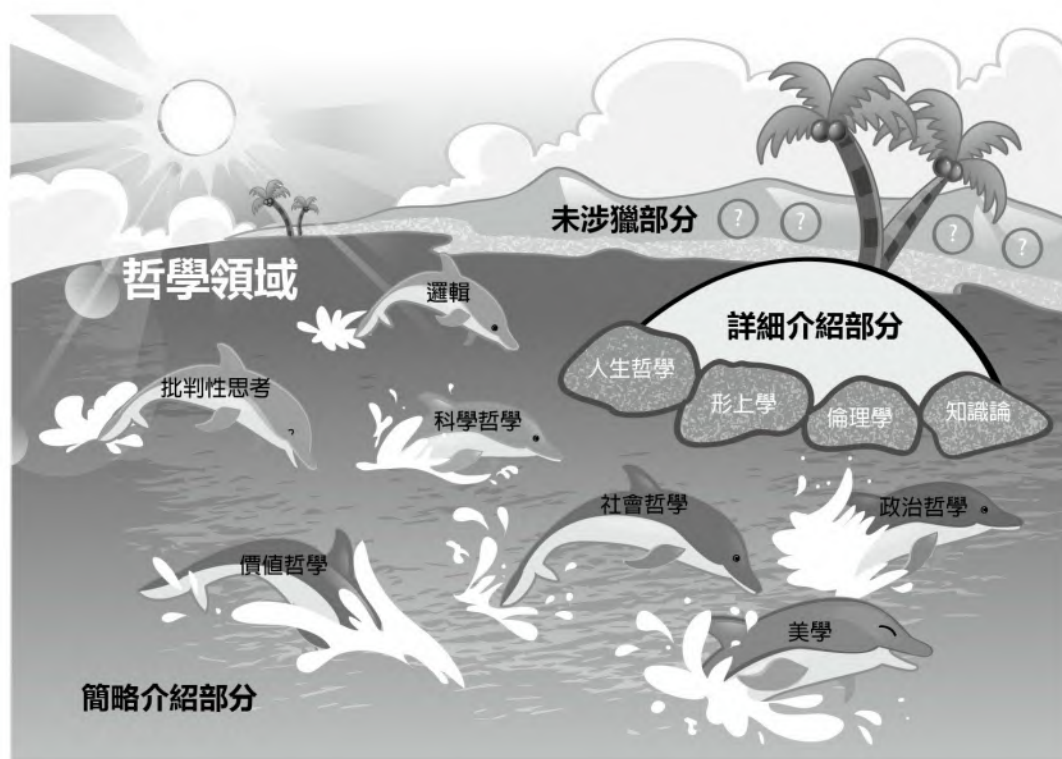 未涉獵部分
?
?
?
?
哲學領域
邏輯
詳細介紹部分
人生哲學
形上學
倫理學
知識論
批判性思考
科學哲學
社會哲學
政治哲學
價值哲學
美學
簡略介紹部分